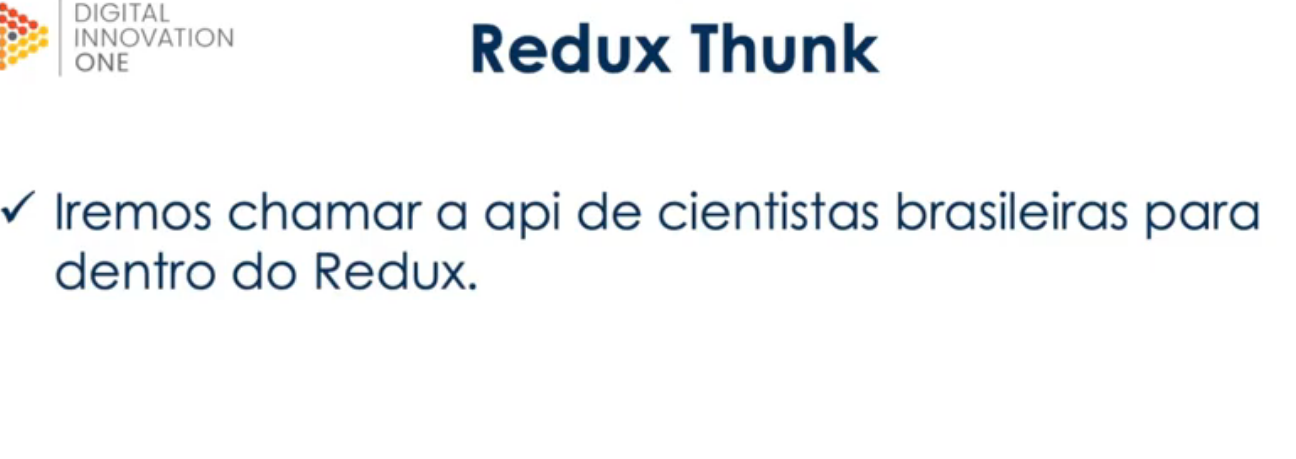 DIGITAL
INNOVATION
ONE
Redux Thunk
✓ Iremos chamar a api de cientistas brasileiras para
dentro do Redux.